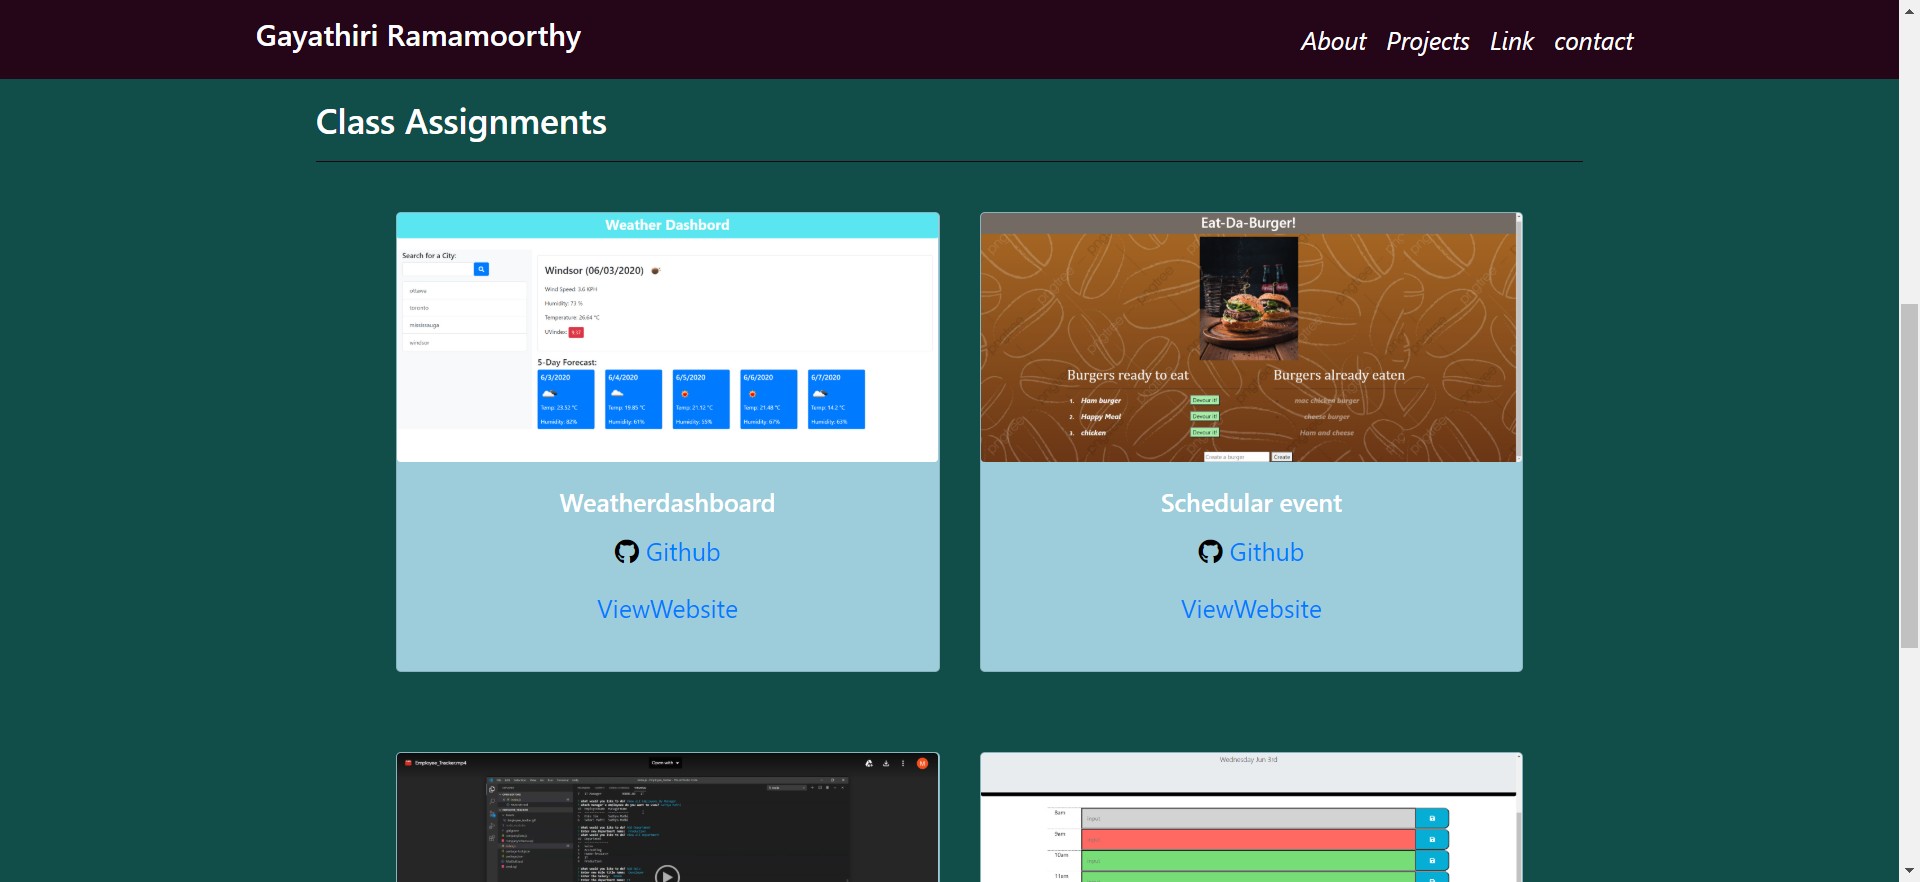 Gayathiri Ramamoorthy
About Projects Link contact
Class Assignments
Weather Dashbord
Search for a City:
ottawa
toronto
mississauga
windsor
Windsor (06/03/2020)
Wind Speed: 3.6 KPH
Humidity: 73 %
Temperature: 26.64 °C
UVIndex:
5-Day Forecast:
6/3/2020 6/4/2020 6/5/2020 6/6/2020 6/7/2020
Temp: 23.52 °C Temp: 19.85 °C Temp: 21.12 °C Temp: 21.48 °C Temp: 14.2 °C
Humidity: 82% Humidity: 61% Humidity: 55% Humidity: 67% Humidity: 63%
Weatherdashboard
Github
ViewWebsite
Eat-Da-Burger!
Burgers ready to eat Burgers already eaten
1. Ham burger Devour it! mac chicken burger
2. Happy Meal Devour it! cheese burger
3. chicken Devour it! Ham and cheese
Create a burger Create
Schedular event
Github
ViewWebsite
Employee_Tracker.mp4 Open with M
Wednesday Jun 3rd
8am input
9am
10am input
11am